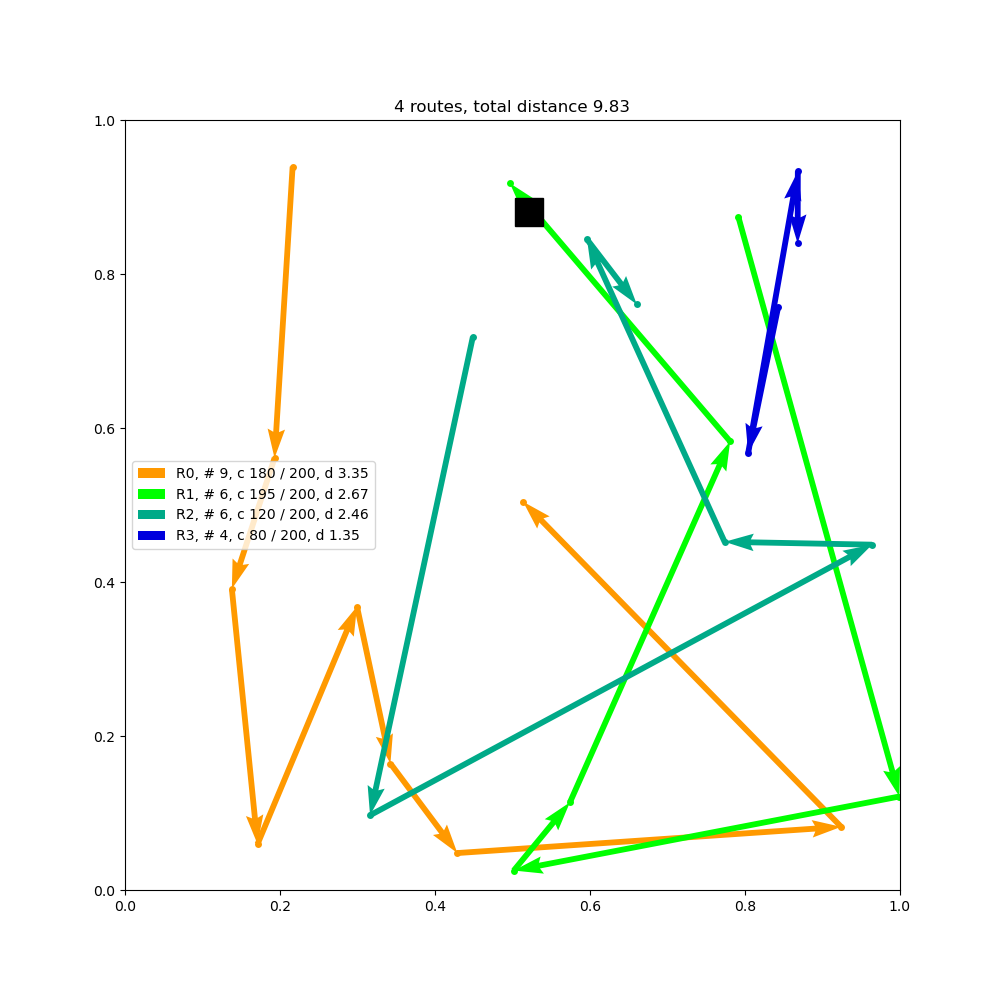 4 routes, total distance 9.83
1.0
0.8
0.6
0.4
0.2
0.0
R0, # 9, c 180 / 200, d 3.35
R1, # 6, c 195 / 200, d 2.67
R2, # 6, c 120 / 200, d 2.46
R3, # 4, c 80 / 200, d 1.35
0.0 0.2 0.4 0.6 0.8 1.0